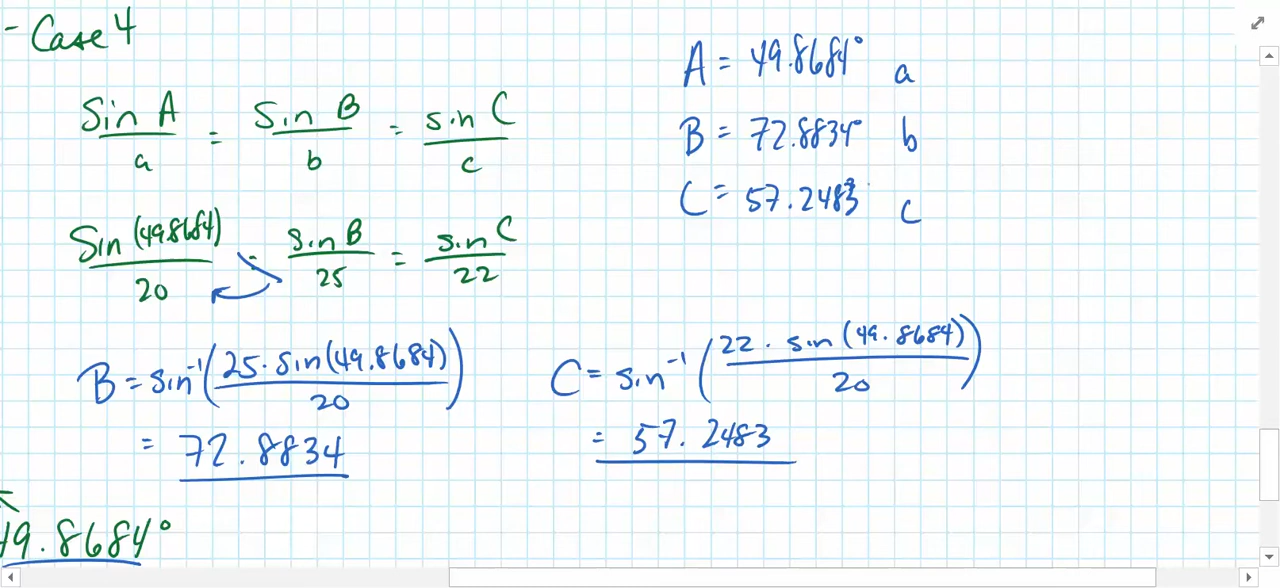 - Case 4
A = 49.8684° a
B = 72.8834° b
C = 57.2483° c
Sin A / a = Sin B / b = sin C / c
Sin (49.8684) / 20 = sin B / 25 = sin C / 22
B = sin⁻¹(25 · sin(49.8684) / 20)
= 72.8834
C = sin⁻¹(22 · sin(49.8684) / 20)
= 57.2483
49.8684°